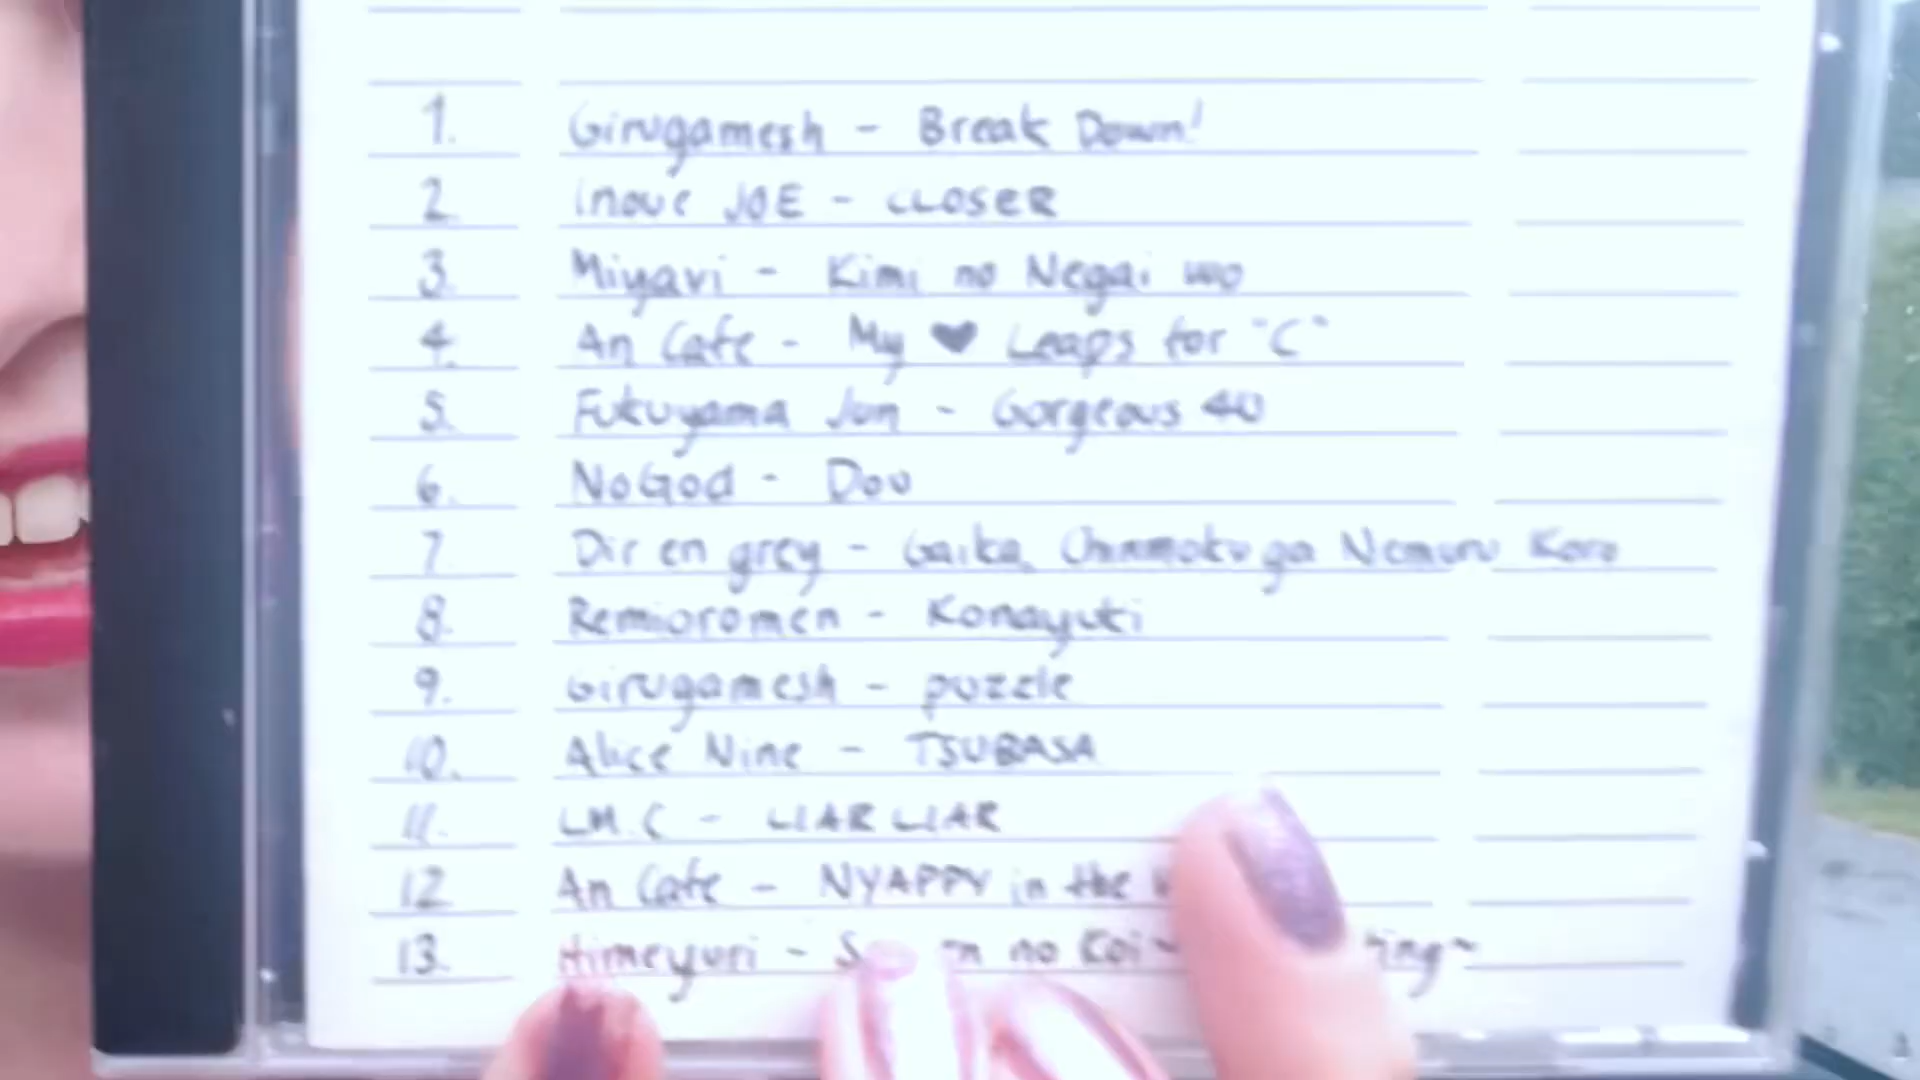 1. Girugamesh - Break Down!
2. Inoue JOE - CLOSER
3. Miyavi - Kimi no Negai wo
4. An Cafe - My ♥ Leaps for "C"
5. Fukuyama Jun - Gorgeous 4U
6. NoGod - Dou
7. Dir en grey - Gaika, Chinmoku ga Nemuru Koro
8. Remioromen - Konayuki
9. Girugamesh - puzzle
10. Alice Nine - TSUBASA
11. LM.C - LIAR LIAR
12. An Cafe - NYAPPY in the
13. Himeyuri - no Koi~